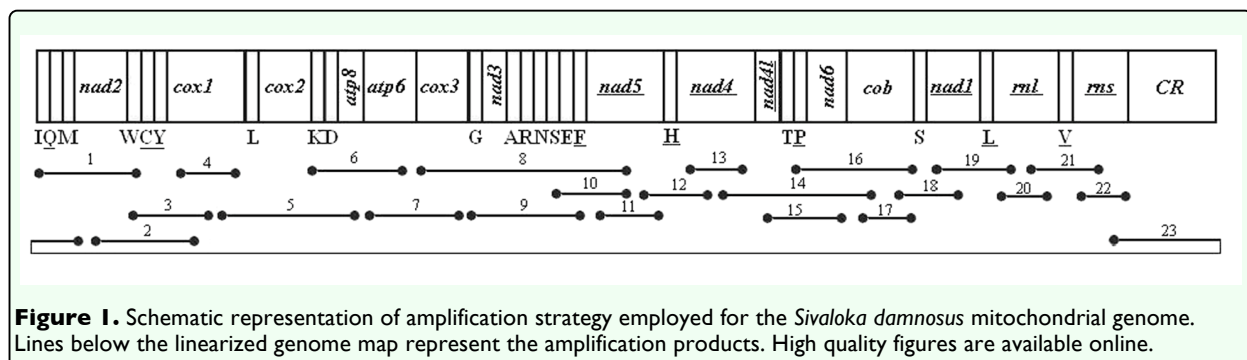 nad2 cox1 cox2 atp8 atp6 cox3 nad3 nad5 nad4 nad4l nad6 cob nad1 rnl rns CR
IQM WCY L KD G ARNSEF H TP S L V
1 4 6 8 13 16 19 21
10 12 14 18 20 22
3 5 7 9 11 15 17
2 23
Figure 1. Schematic representation of amplification strategy employed for the Sivaloka damnosus mitochondrial genome.
Lines below the linearized genome map represent the amplification products. High quality figures are available online.